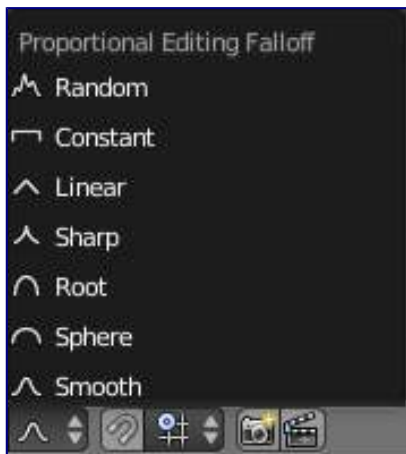 Proportional Editing Falloff
Random
Constant
Linear
Sharp
Root
Sphere
Smooth